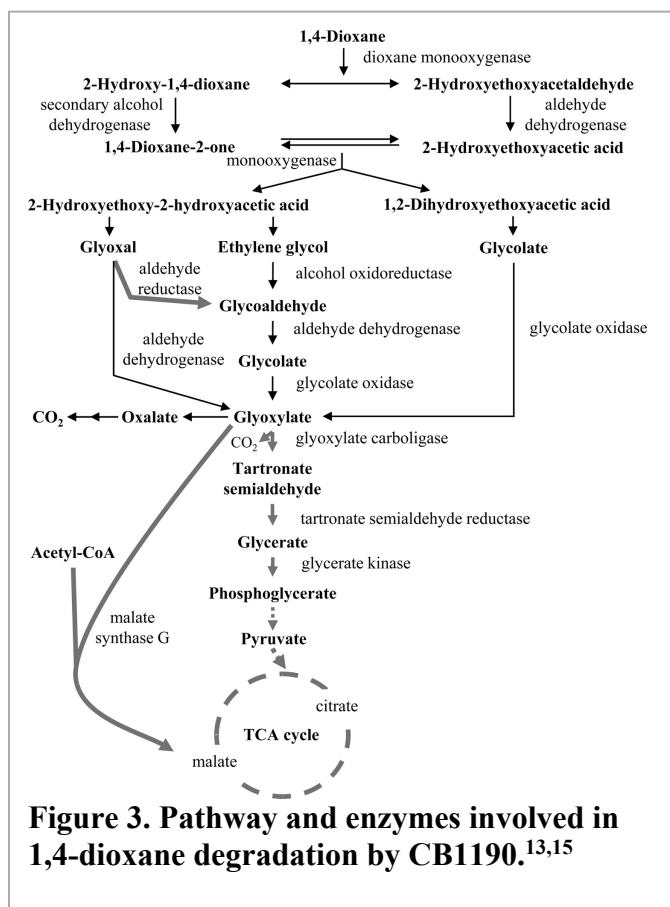 1,4-Dioxane
dioxane monooxygenase
2-Hydroxy-1,4-dioxane
2-Hydroxyethoxyacetaldehyde
secondary alcohol
dehydrogenase
aldehyde
dehydrogenase
1,4-Dioxane-2-one
2-Hydroxyethoxyacetic acid
monooxygenase
2-Hydroxyethoxy-2-hydroxyacetic acid
1,2-Dihydroxyethoxyacetic acid
Glyoxal
Ethylene glycol
Glycolate
aldehyde
reductase
alcohol oxidoreductase
Glycoaldehyde
aldehyde
dehydrogenase
aldehyde dehydrogenase
glycolate oxidase
Glycolate
glycolate oxidase
CO2
Oxalate
Glyoxylate
CO2
glyoxylate carboligase
Tartronate
semialdehyde
tartronate semialdehyde reductase
Glycerate
Acetyl-CoA
glycerate kinase
Phosphoglycerate
malate
synthase G
Pyruvate
citrate
TCA cycle
malate
Figure 3. Pathway and enzymes involved in
1,4-dioxane degradation by CB1190.13,15